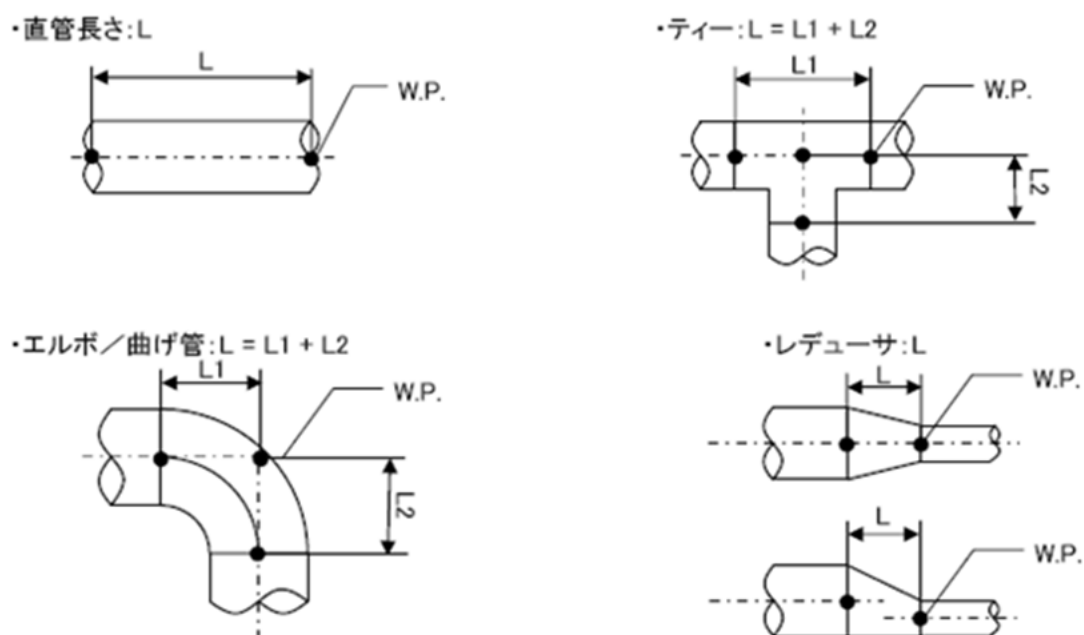 ・直管長さ:L
L
W.P.
・ティー:L = L1 + L2
L1
W.P.
L2
・エルボ／曲げ管:L = L1 + L2
L1
W.P.
L2
・レデューサ:L
L
W.P.
L
W.P.